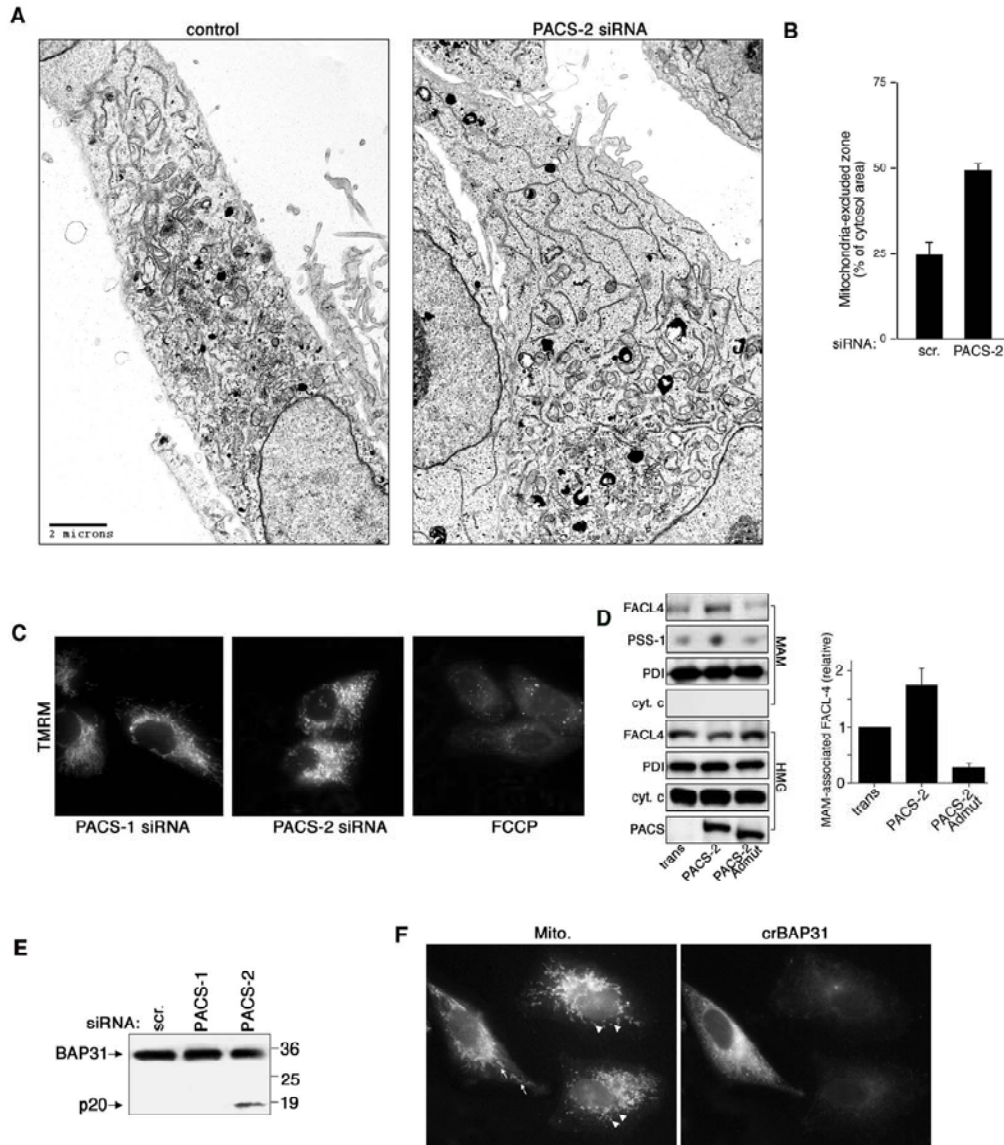 A
control
PACS-2 siRNA
2 microns
B
Mitochondria-excluded zone
(% of cytosol area)
75
50
25
0
siRNA:
scr.
PACS-2
C
TMRM
PACS-1 siRNA
PACS-2 siRNA
FCCP
D
FACL4
PSS-1
PDI
cyt. c
MAM
FACL4
PDI
cyt. c
PACS
HMG
trans
PACS-2
PACS-2
Admut
MAM-associated FACL-4 (relative)
2
1
0
trans
PACS-2
PACS-2
Admut
E
siRNA:
scr.
PACS-1
PACS-2
BAP31
p20
36
25
19
F
Mito.
crBAP31